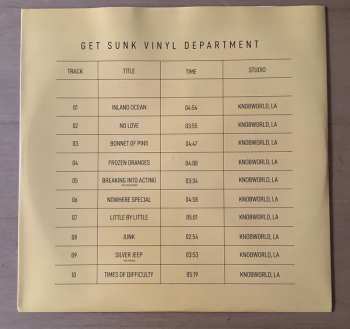 GET SUNK VINYL DEPARTMENT
TRACK TITLE TIME STUDIO
01 INLAND OCEAN 04:54 KNOBWORLD, LA
02 NO LOVE 03:55 KNOBWORLD, LA
03 BONNET OF PINS 04:47 KNOBWORLD, LA
04 FROZEN ORANGES 04:08 KNOBWORLD, LA
05 BREAKING INTO ACTING 03:34 KNOBWORLD, LA
06 NOWHERE SPECIAL 04:58 KNOBWORLD, LA
07 LITTLE BY LITTLE 05:01 KNOBWORLD, LA
08 JUNK 02:54 KNOBWORLD, LA
09 SILVER JEEP 03:53 KNOBWORLD, LA
10 TIMES OF DIFFICULTY 05:19 KNOBWORLD, LA